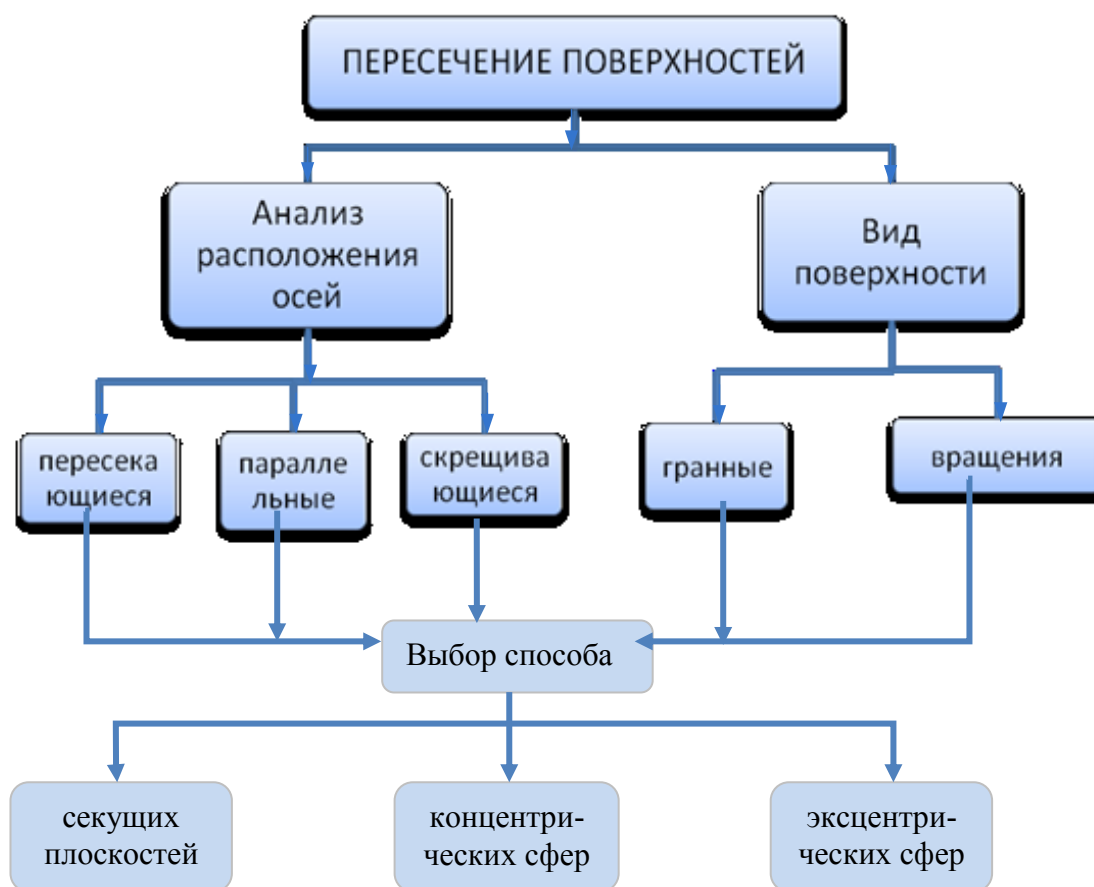 ПЕРЕСЕЧЕНИЕ ПОВЕРХНОСТЕЙ
Анализ
расположения
осей
Вид
поверхности
пересека
ющиеся
паралле
льные
скрещива
ющиеся
гранные
вращения
Выбор способа
секущих
плоскостей
концентри-
ческих сфер
эксцентри-
ческих сфер